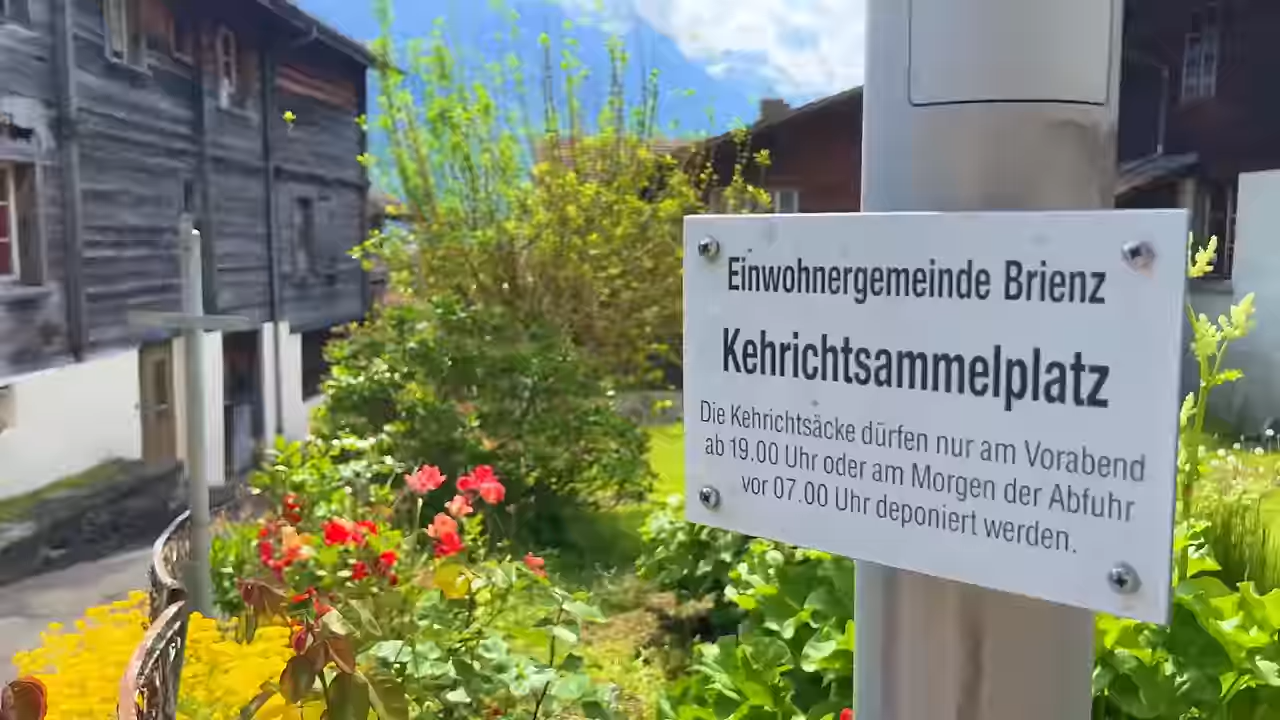 Einwohnergemeinde Brienz
Kehrichtsammelplatz
Die Kehrichtsäcke dürfen nur am Vorabend
ab 19.00 Uhr oder am Morgen der Abfuhr
vor 07.00 Uhr deponiert werden.